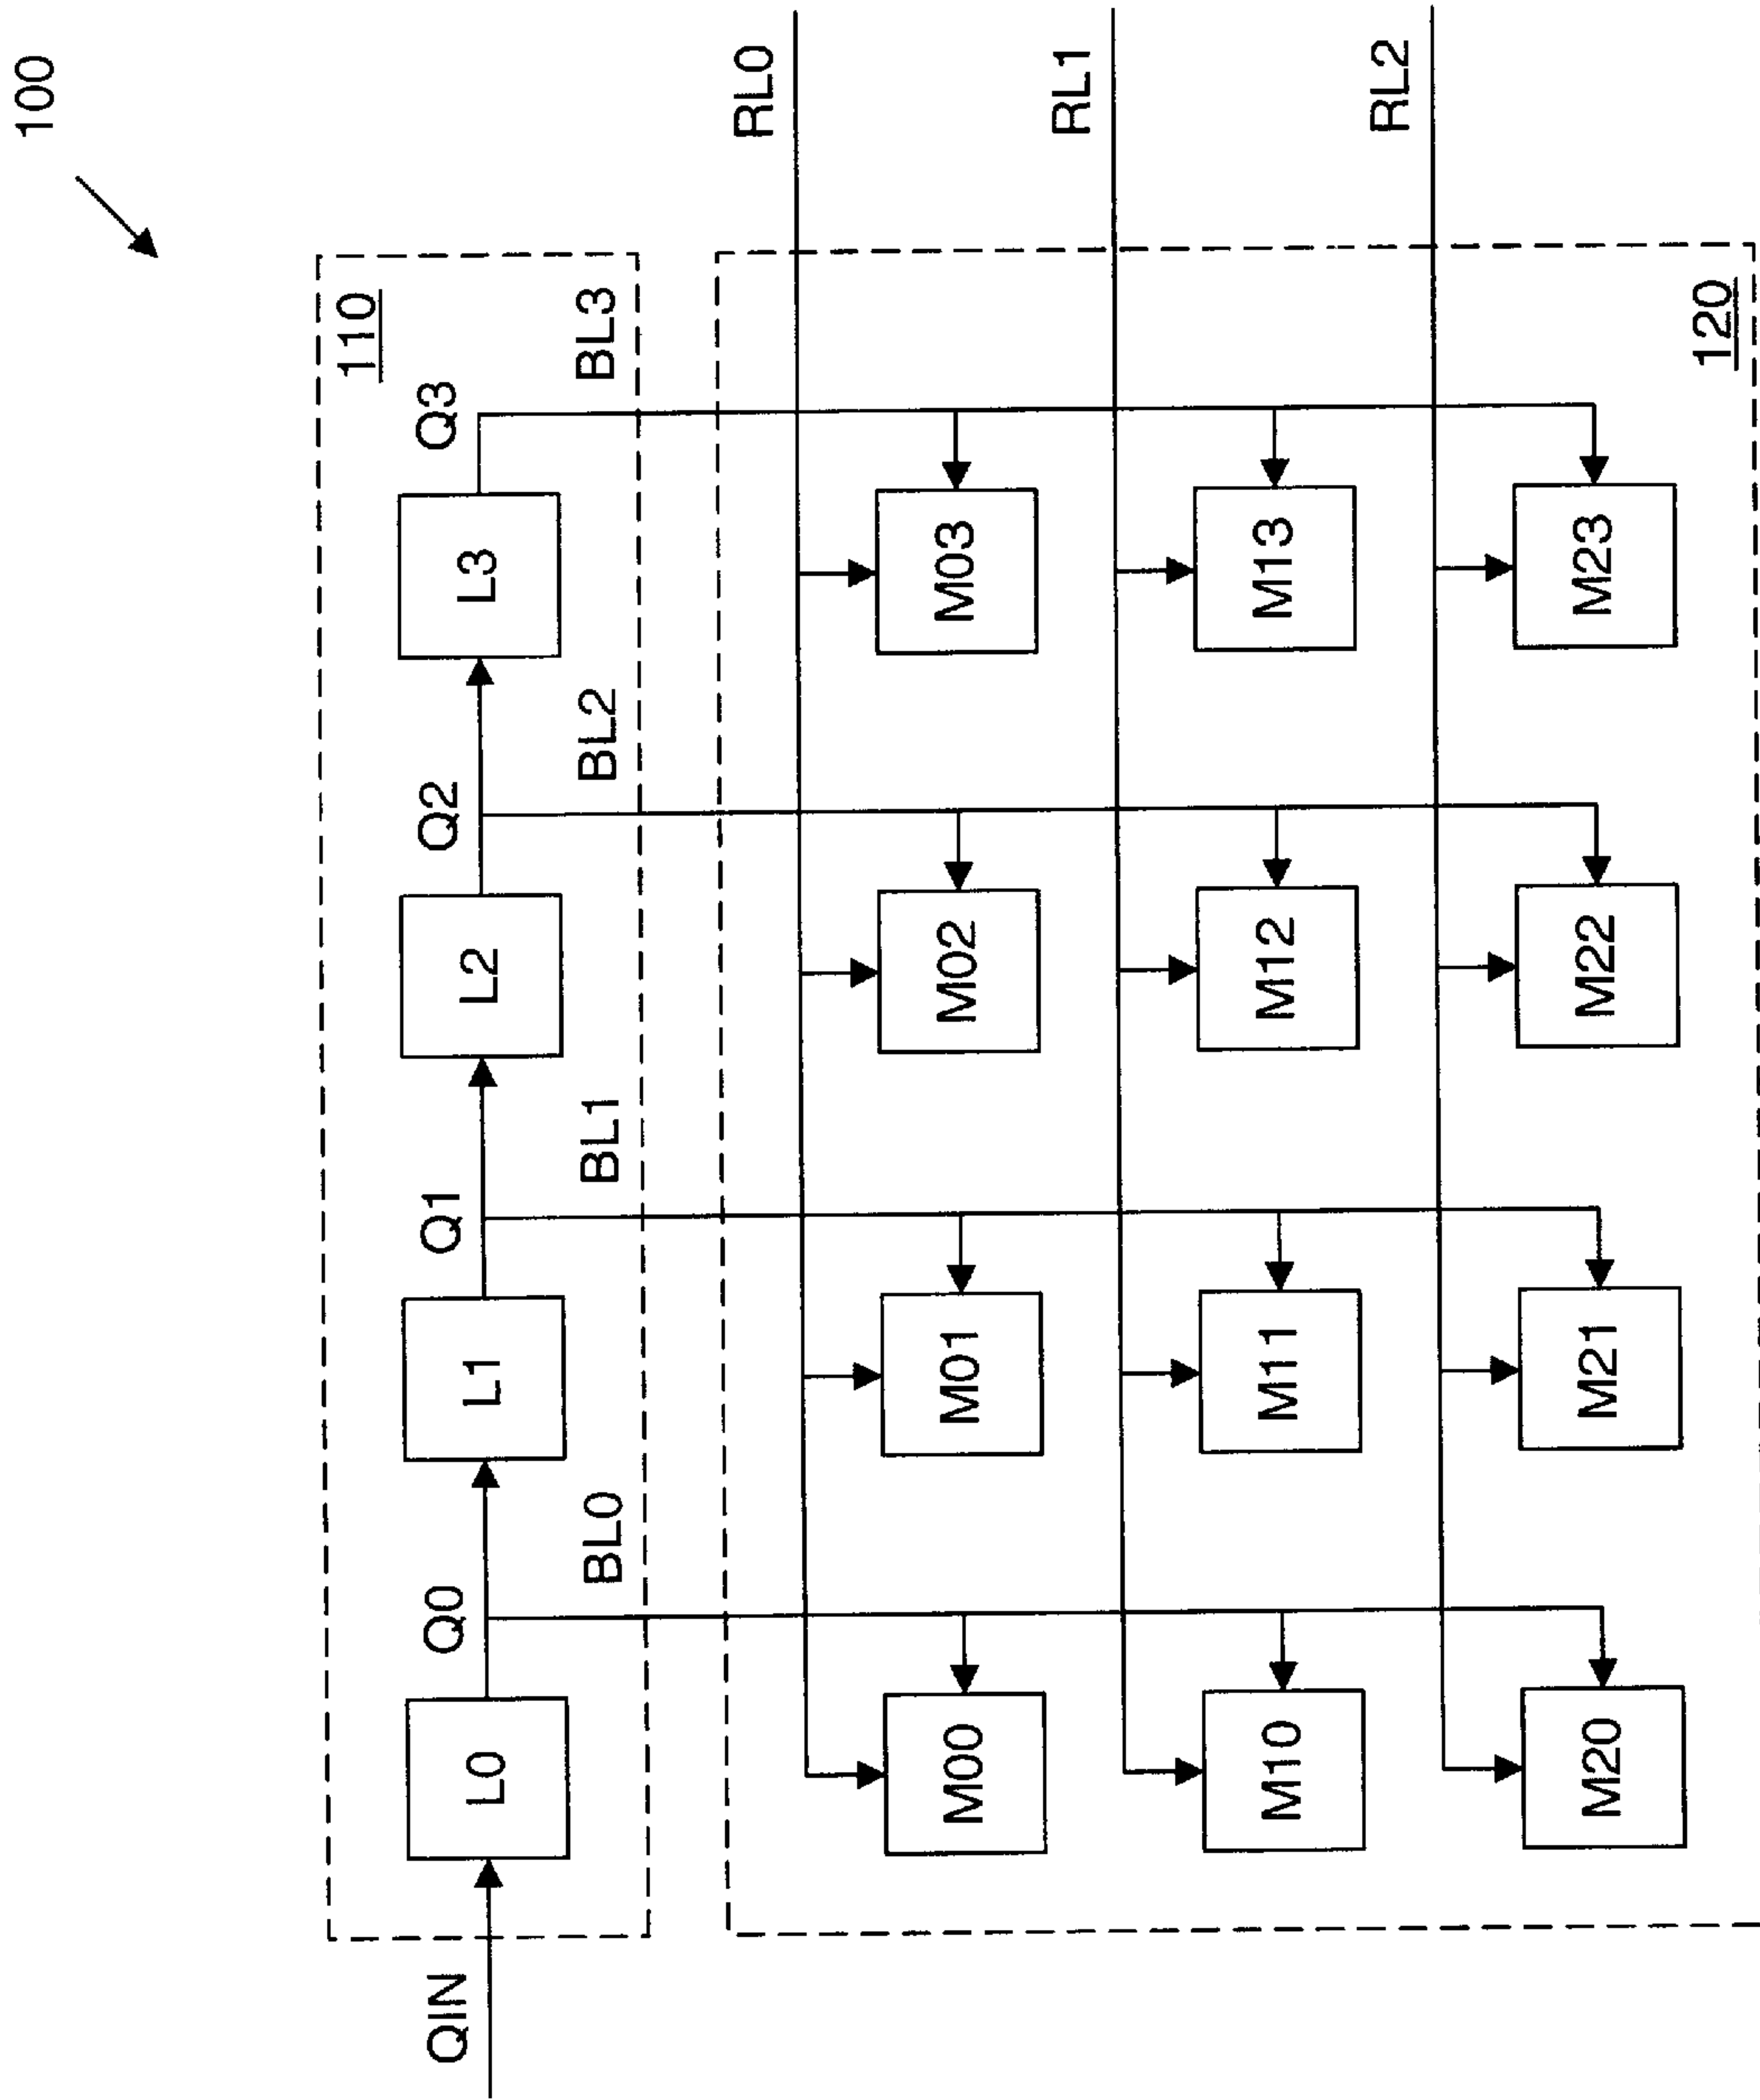 100
110
QIN Q0 Q1 Q2 Q3
L0 L1 L2 L3
BL0 BL1 BL2 BL3
RL0
M00 M01 M02 M03
RL1
M10 M11 M12 M13
RL2
M20 M21 M22 M23
120